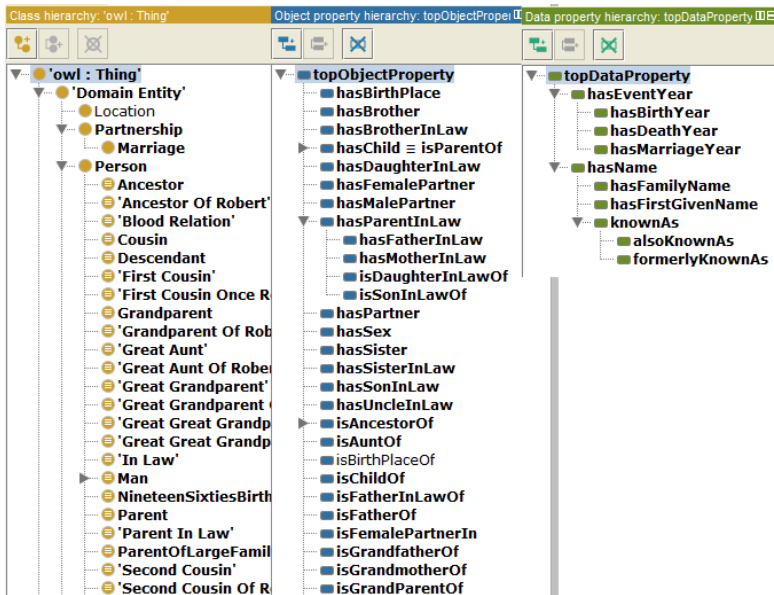 Class hierarchy: 'owl : Thing'
'owl : Thing'
'Domain Entity'
Location
Partnership
Marriage
Person
Ancestor
'Ancestor Of Robert'
'Blood Relation'
Cousin
Descendant
'First Cousin'
'First Cousin Once R
Grandparent
'Grandparent Of Rob
'Great Aunt'
'Great Aunt Of Rober
'Great Grandparent'
'Great Grandparent
'Great Great Grandp
'Great Great Grandp
'In Law'
Man
NineteenSixtiesBirth
Parent
'Parent In Law'
ParentOfLargeFamil
'Second Cousin'
'Second Cousin Of R
Object property hierarchy: topObjectProper
topObjectProperty
hasBirthPlace
hasBrother
hasBrotherInLaw
hasChild ≡ isParentOf
hasDaughterInLaw
hasFemalePartner
hasMalePartner
hasParentInLaw
hasFatherInLaw
hasMotherInLaw
isDaughterInLawOf
isSonInLawOf
hasPartner
hasSex
hasSister
hasSisterInLaw
hasSonInLaw
hasUncleInLaw
isAncestorOf
isAuntOf
isBirthPlaceOf
isChildOf
isFatherInLawOf
isFatherOf
isFemalePartnerIn
isGrandfatherOf
isGrandmotherOf
isGrandParentOf
Data property hierarchy: topDataProperty
topDataProperty
hasEventYear
hasBirthYear
hasDeathYear
hasMarriageYear
hasName
hasFamilyName
hasFirstGivenName
knownAs
alsoKnownAs
formerlyKnownAs